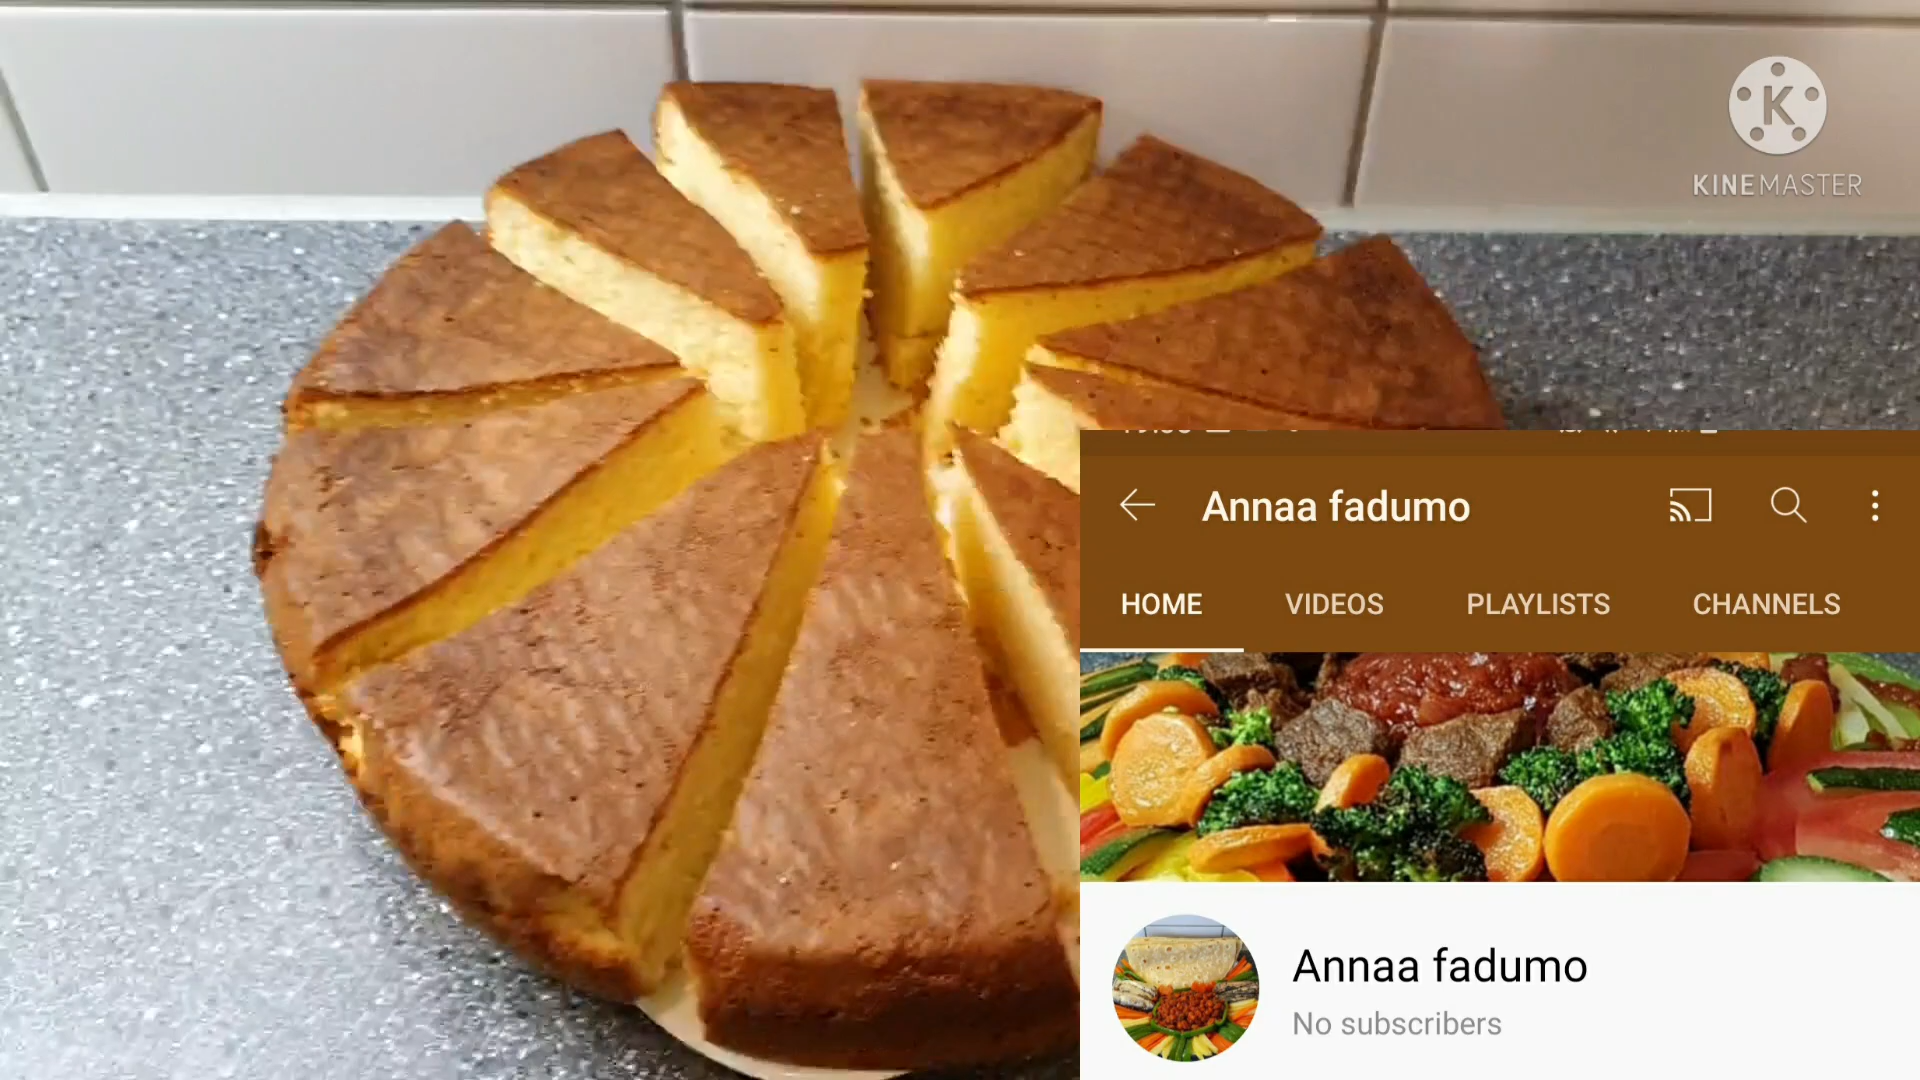 KINEMASTER
Annaa fadumo
HOME VIDEOS PLAYLISTS CHANNELS
Annaa fadumo
No subscribers